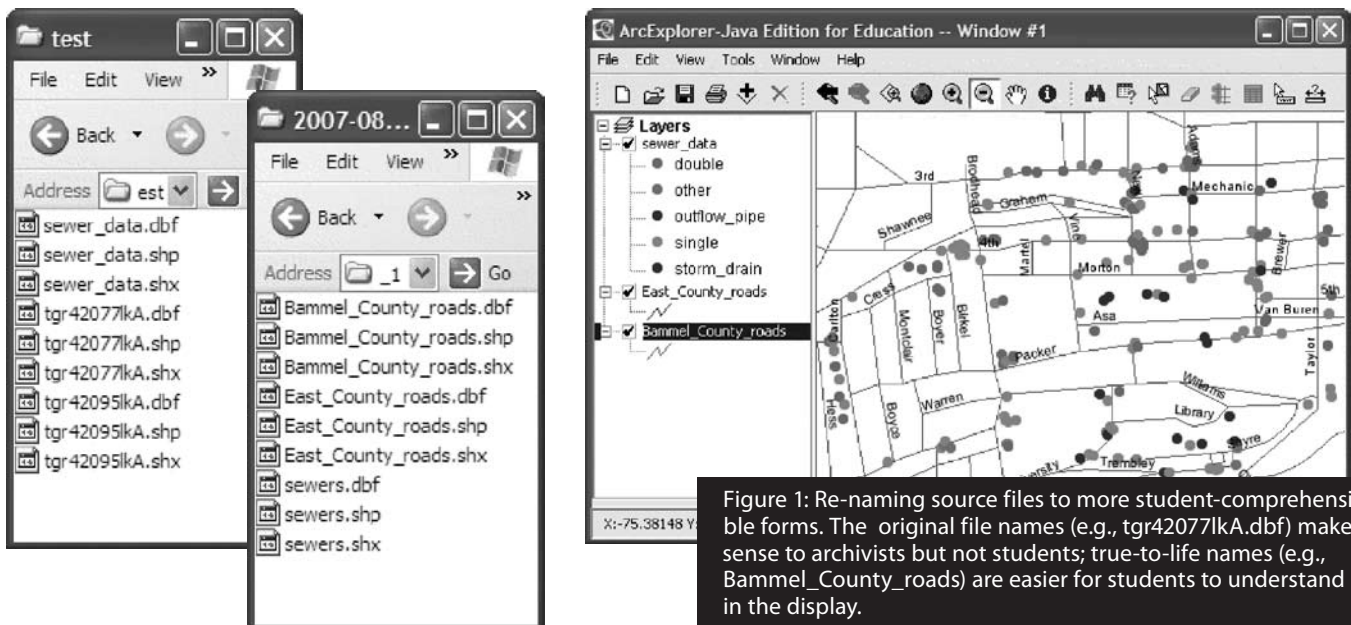 test
File Edit View »
Back
Address est
sewer_data.dbf
sewer_data.shp
sewer_data.shx
tgr42077lkA.dbf
tgr42077lkA.shp
tgr42077lkA.shx
tgr42095lkA.dbf
tgr42095lkA.shp
tgr42095lkA.shx
2007-08...
File Edit View »
»
Back
Address _1 Go
Bammel_County_roads.dbf
Bammel_County_roads.shp
Bammel_County_roads.shx
East_County_roads.dbf
East_County_roads.shp
East_County_roads.shx
sewers.dbf
sewers.shp
sewers.shx
ArcExplorer-Java Edition for Education -- Window #1
File Edit View Tools Window Help
Layers
sewer_data
double
other
outflow_pipe
single
storm_drain
East_County_roads
Bammel_County_roads
3rd
Brodhead
Adams
Mechanic
Graham
Shawnee
Vine
4th
Martel
Morton
Brewer
Cress
5th
Van Buren
Carlton
Montclair
Bover
Birkel
Asa
Packer
Taylor
Williams
Warren
Library
Hess
Boyce
Sayre
Trembley
X:-75.38148 Y:
Figure 1: Re-naming source files to more student-comprehensi
ble forms. The original file names (e.g., tgr42077lkA.dbf) make
sense to archivists but not students; true-to-life names (e.g.,
Bammel_County_roads) are easier for students to understand
in the display.